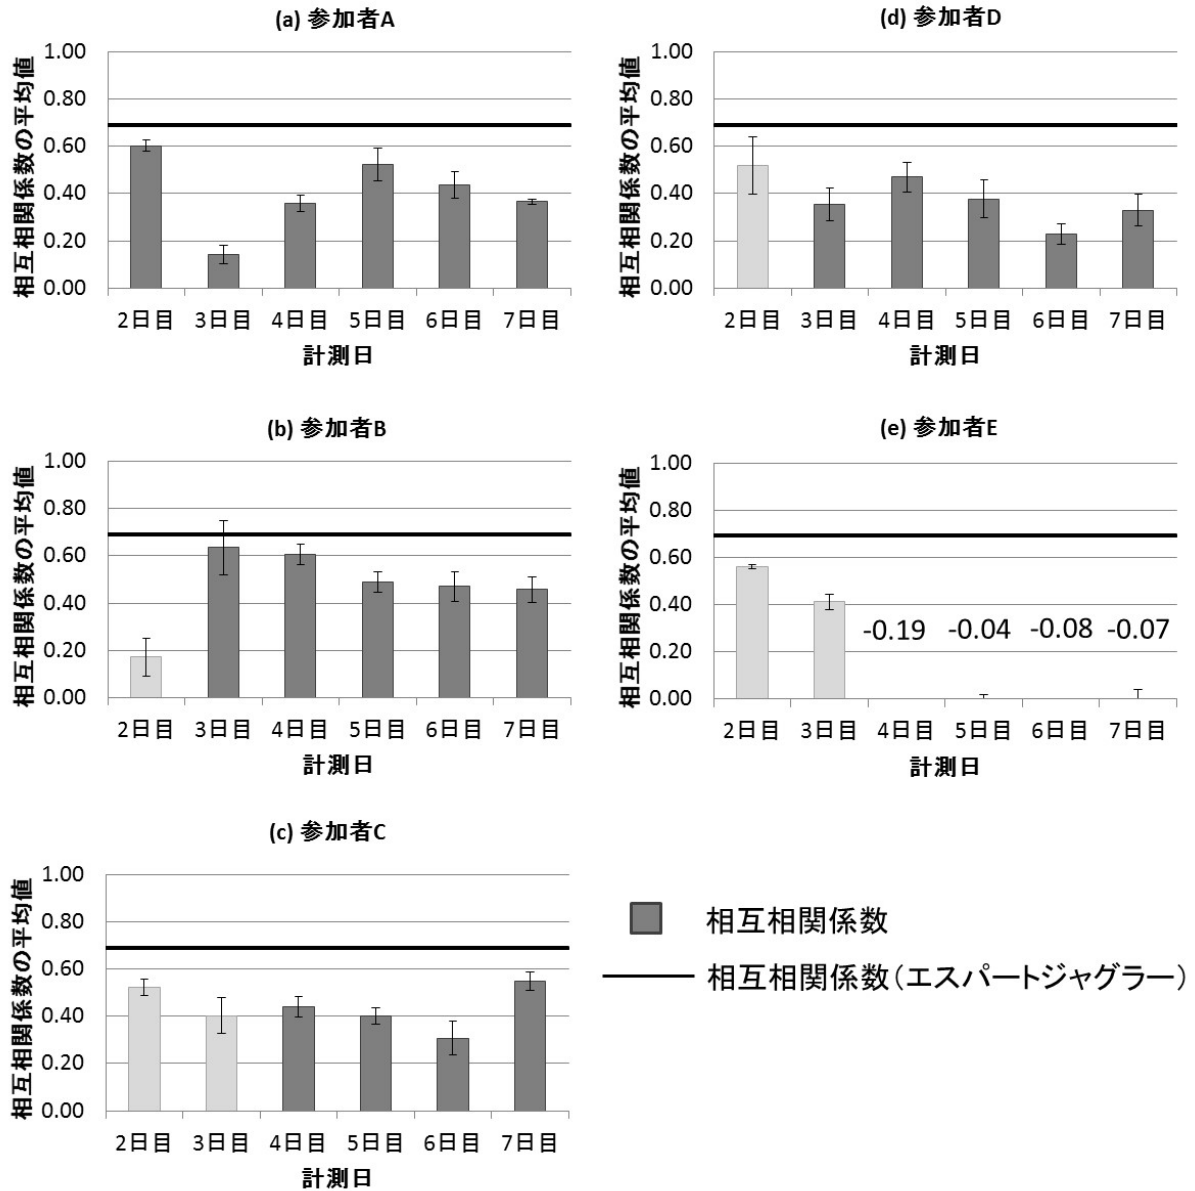 (a) 参加者A
相互相関係数の平均値
1.00
0.80
0.60
0.40
0.20
0.00
2日目 3日目 4日目 5日目 6日目 7日目
計測日
(b) 参加者B
相互相関係数の平均値
1.00
0.80
0.60
0.40
0.20
0.00
2日目 3日目 4日目 5日目 6日目 7日目
計測日
(c) 参加者C
相互相関係数の平均値
1.00
0.80
0.60
0.40
0.20
0.00
2日目 3日目 4日目 5日目 6日目 7日目
計測日
(d) 参加者D
相互相関係数の平均値
1.00
0.80
0.60
0.40
0.20
0.00
2日目 3日目 4日目 5日目 6日目 7日目
計測日
(e) 参加者E
相互相関係数の平均値
1.00
0.80
0.60
0.40
0.20
0.00
-0.19 -0.04 -0.08 -0.07
2日目 3日目 4日目 5日目 6日目 7日目
計測日
相互相関係数
相互相関係数(エスパートジャグラー)